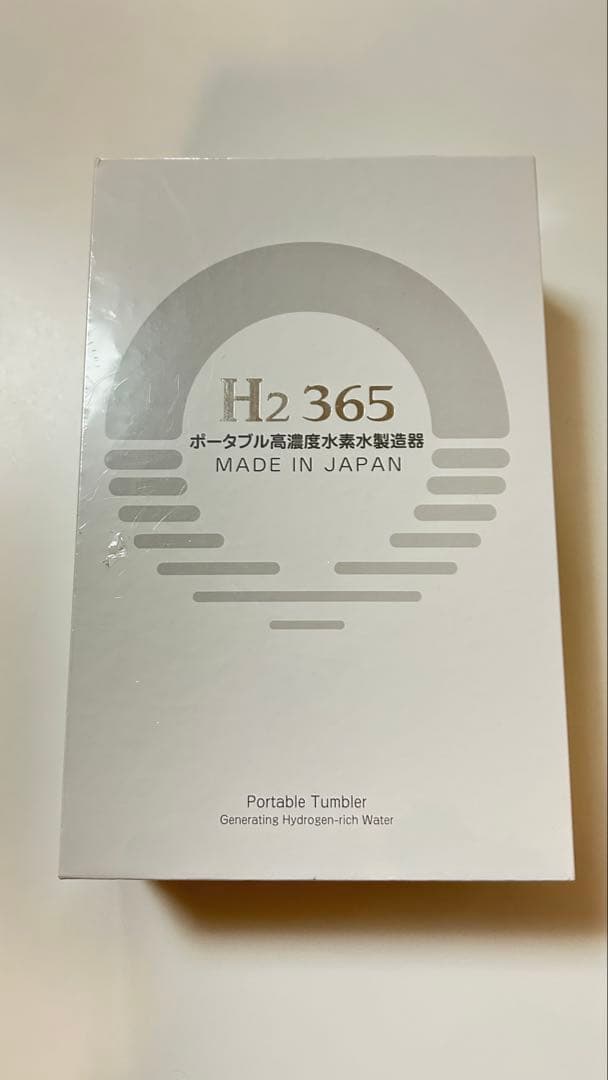 H2 365
ポータブル高濃度水素水製造器
MADE IN JAPAN
Portable Tumbler
Generating Hydrogen-rich Water